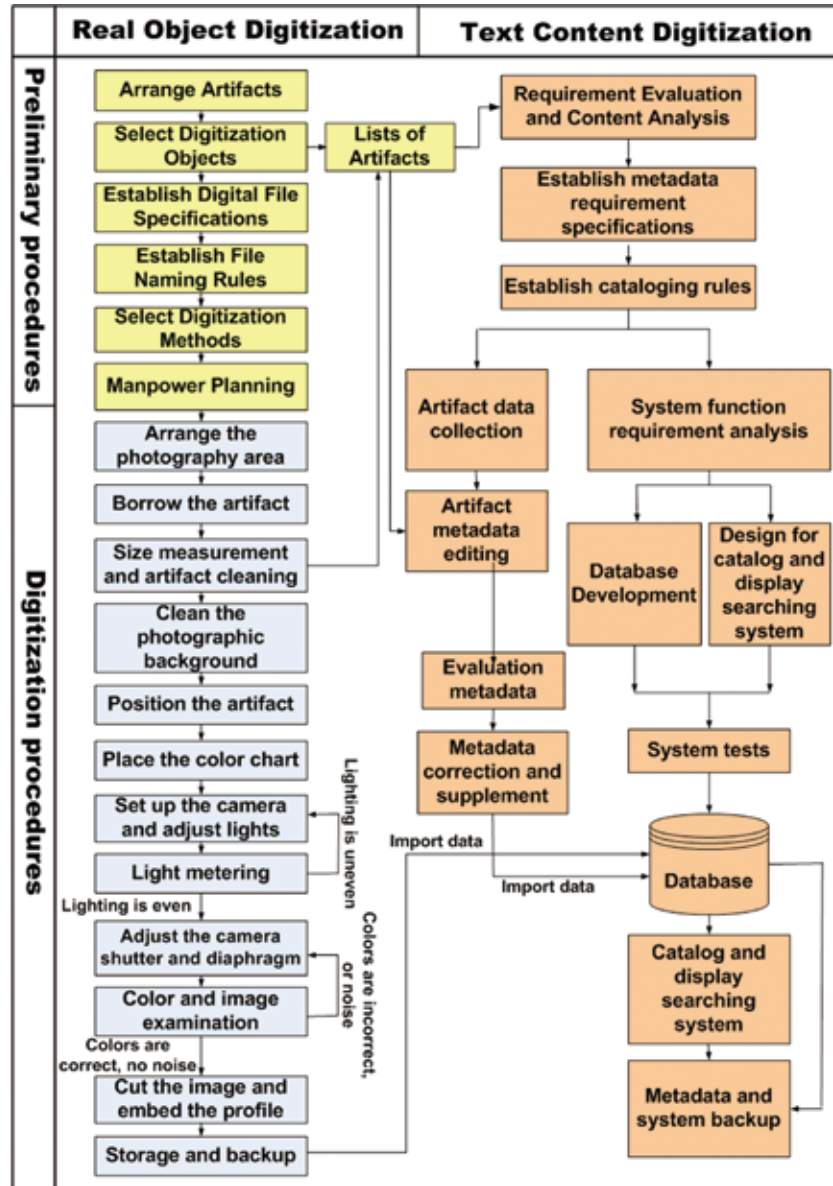 Real Object Digitization
Text Content Digitization
Preliminary procedures
Arrange Artifacts
Select Digitization
Objects
Lists of
Artifacts
Establish Digital File
Specifications
Establish File
Naming Rules
Select Digitization
Methods
Manpower Planning
Requirement Evaluation
and Content Analysis
Establish metadata
requirement
specifications
Establish cataloging rules
Digitization procedures
Arrange the
photography area
Borrow the artifact
Size measurement
and artifact cleaning
Clean the
photographic
background
Position the artifact
Place the color chart
Set up the camera
and adjust lights
Lighting is uneven
Light metering
Lighting is even
Adjust the camera
shutter and diaphragm
Colors are incorrect,
or noise
Color and image
examination
Colors are
correct, no noise
Cut the image and
embed the profile
Storage and backup
Artifact data
collection
Artifact
metadata
editing
Evaluation
metadata
Metadata
correction and
supplement
Import data
Import data
System function
requirement analysis
Database
Development
Design for
catalog and
display
searching
system
System tests
Database
Catalog and
display
searching
system
Metadata and
system backup